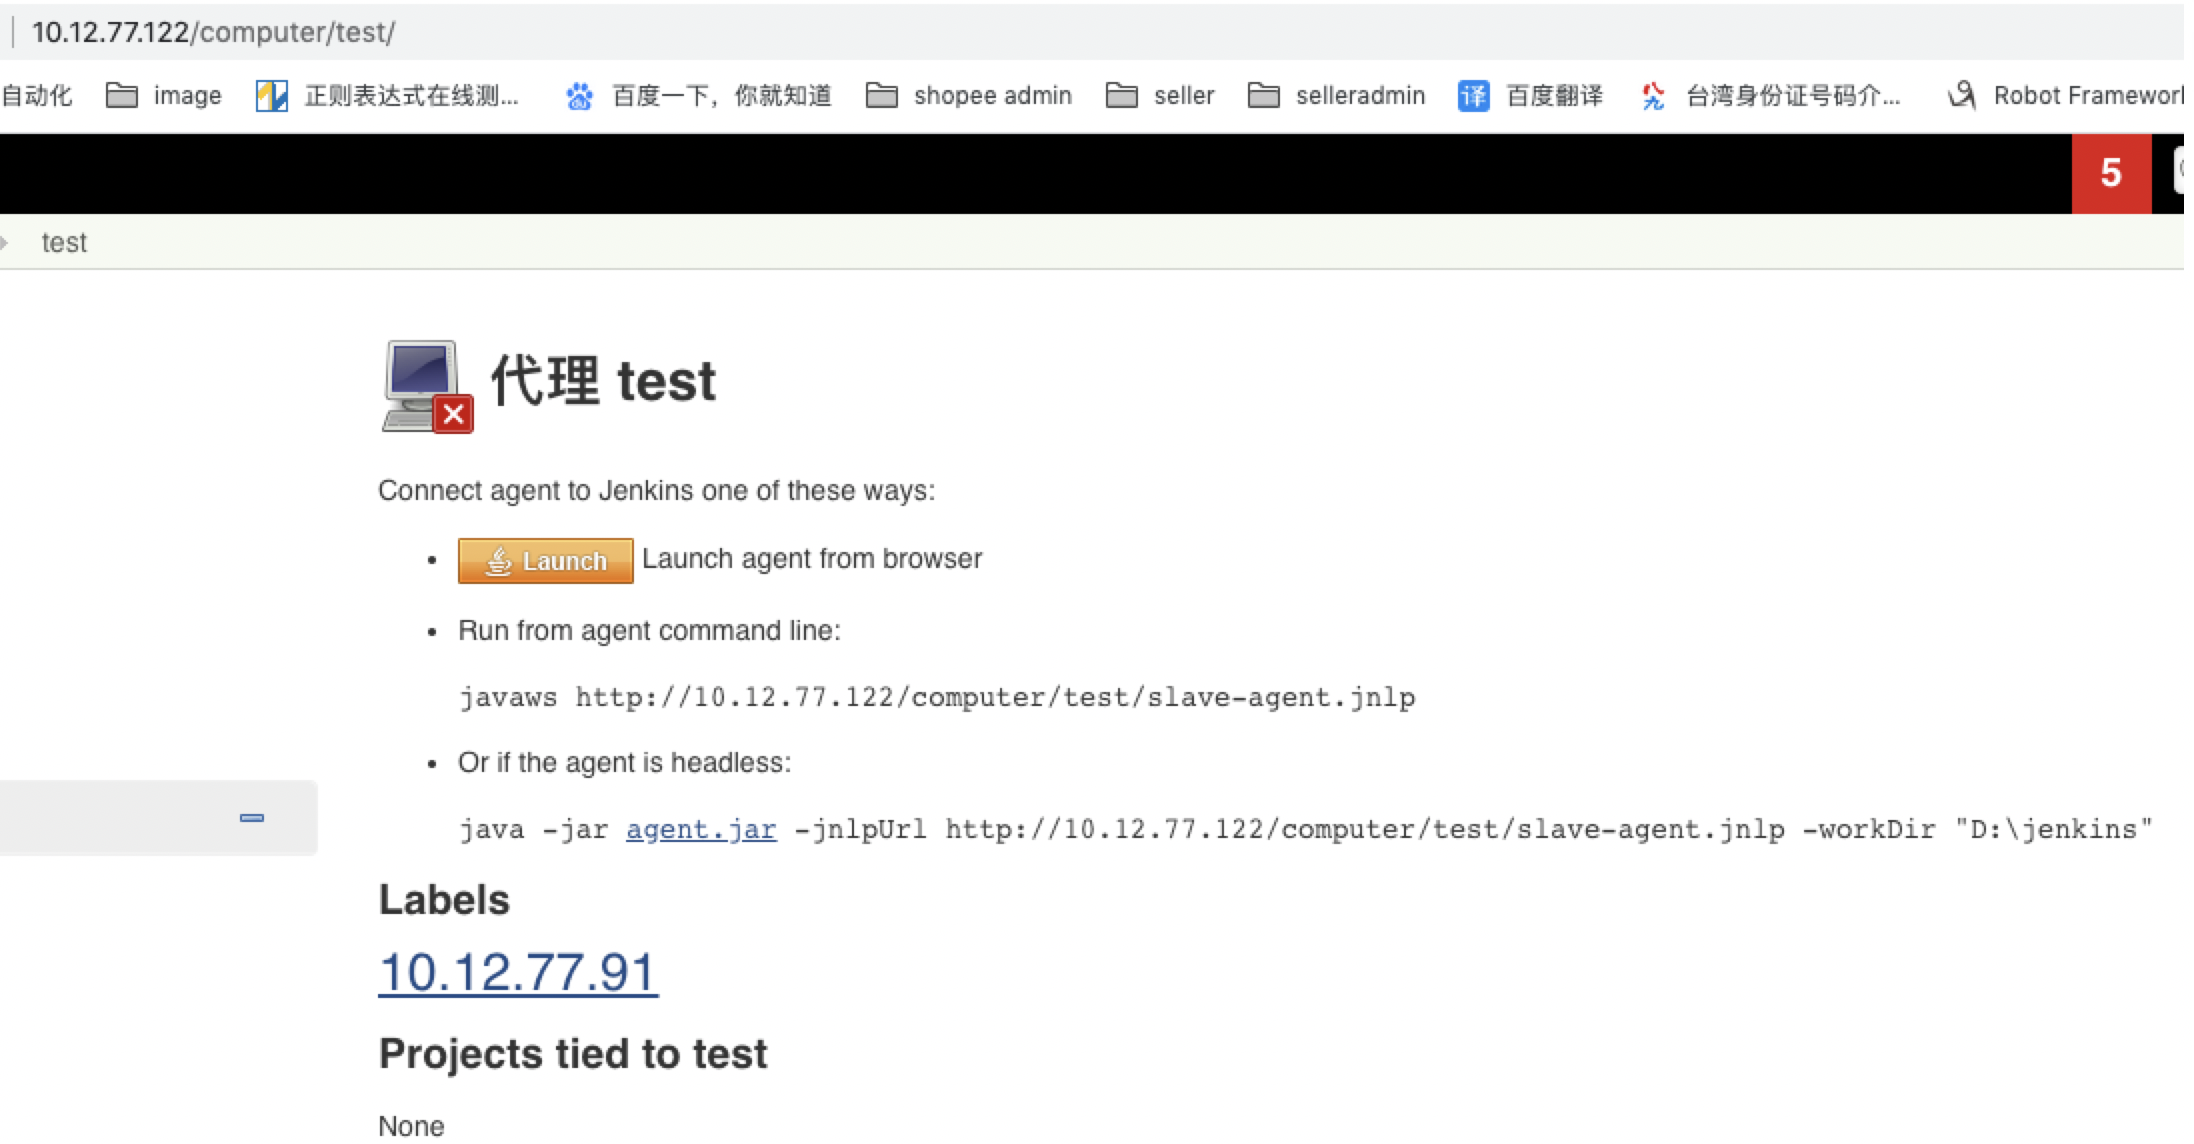 10.12.77.122/computer/test/
自动化 image 正则表达式在线测... 百度一下，你就知道 shopee admin seller selleradmin 译 百度翻译 台湾身份证号码介... Robot Framework
5
test
代理 test
Connect agent to Jenkins one of these ways:
Launch Launch agent from browser
Run from agent command line:
javaws http://10.12.77.122/computer/test/slave-agent.jnlp
Or if the agent is headless:
java -jar agent.jar -jnlpUrl http://10.12.77.122/computer/test/slave-agent.jnlp -workDir "D:\jenkins"
Labels
10.12.77.91
Projects tied to test
None